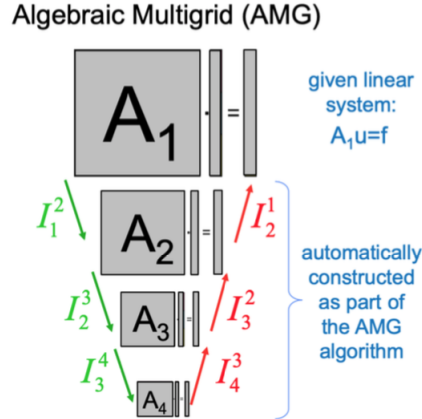 Algebraic Multigrid (AMG)
A₁ · =
given linear
system:
A₁u=f
I₁²
A₂ · =
I₂¹
I₂³
A₃ · =
I₃²
automatically
constructed
as part of
the AMG
algorithm
I₃⁴
A₄ · =
I₄³